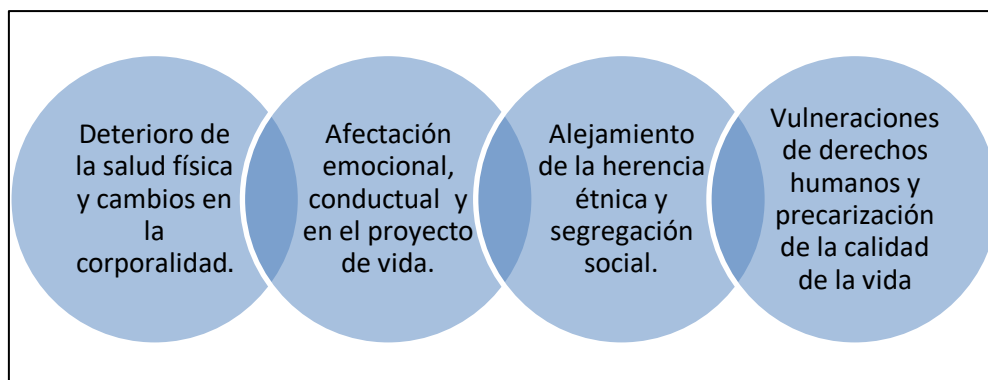 Deterioro de
la salud física
y cambios en
la
corporalidad.
Afectación
emocional,
conductual y
en el proyecto
de vida.
Alejamiento
de la herencia
étnica y
segregación
social.
Vulneraciones
de derechos
humanos y
precarización
de la calidad
de la vida